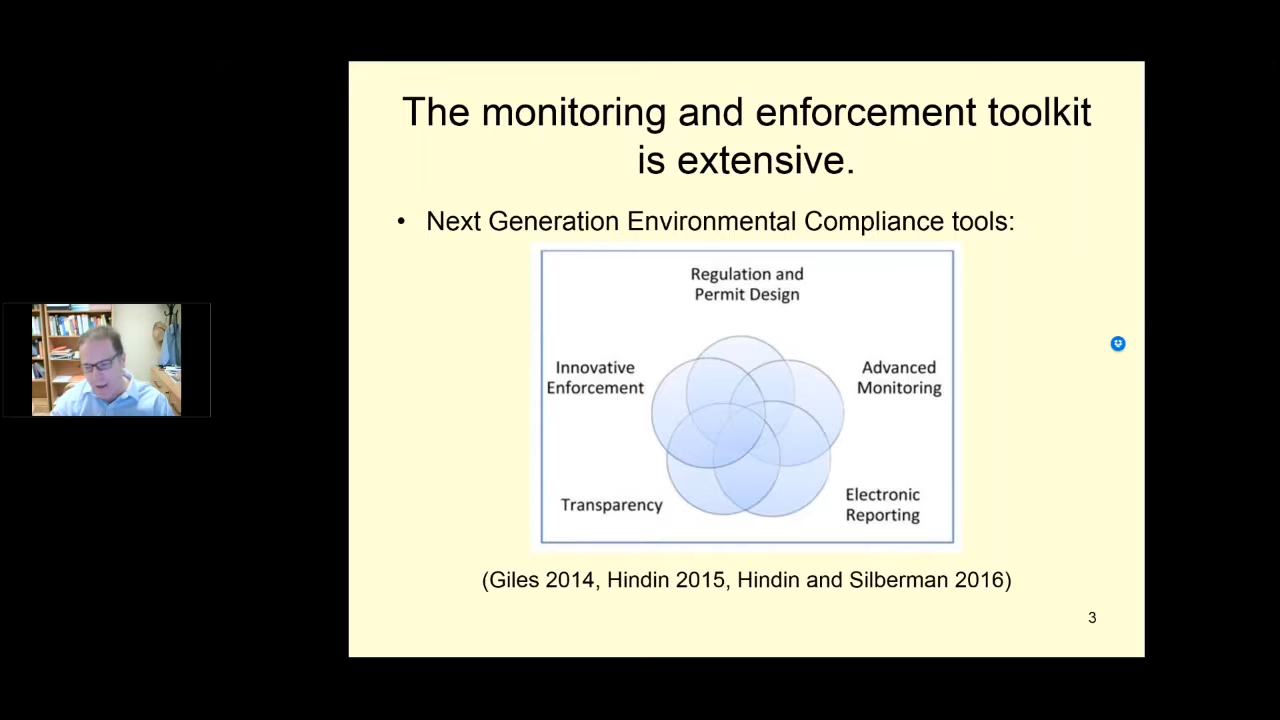 The monitoring and enforcement toolkit
is extensive.
• Next Generation Environmental Compliance tools:
Regulation and
Permit Design
Innovative
Enforcement
Advanced
Monitoring
Transparency
Electronic
Reporting
(Giles 2014, Hindin 2015, Hindin and Silberman 2016)
3